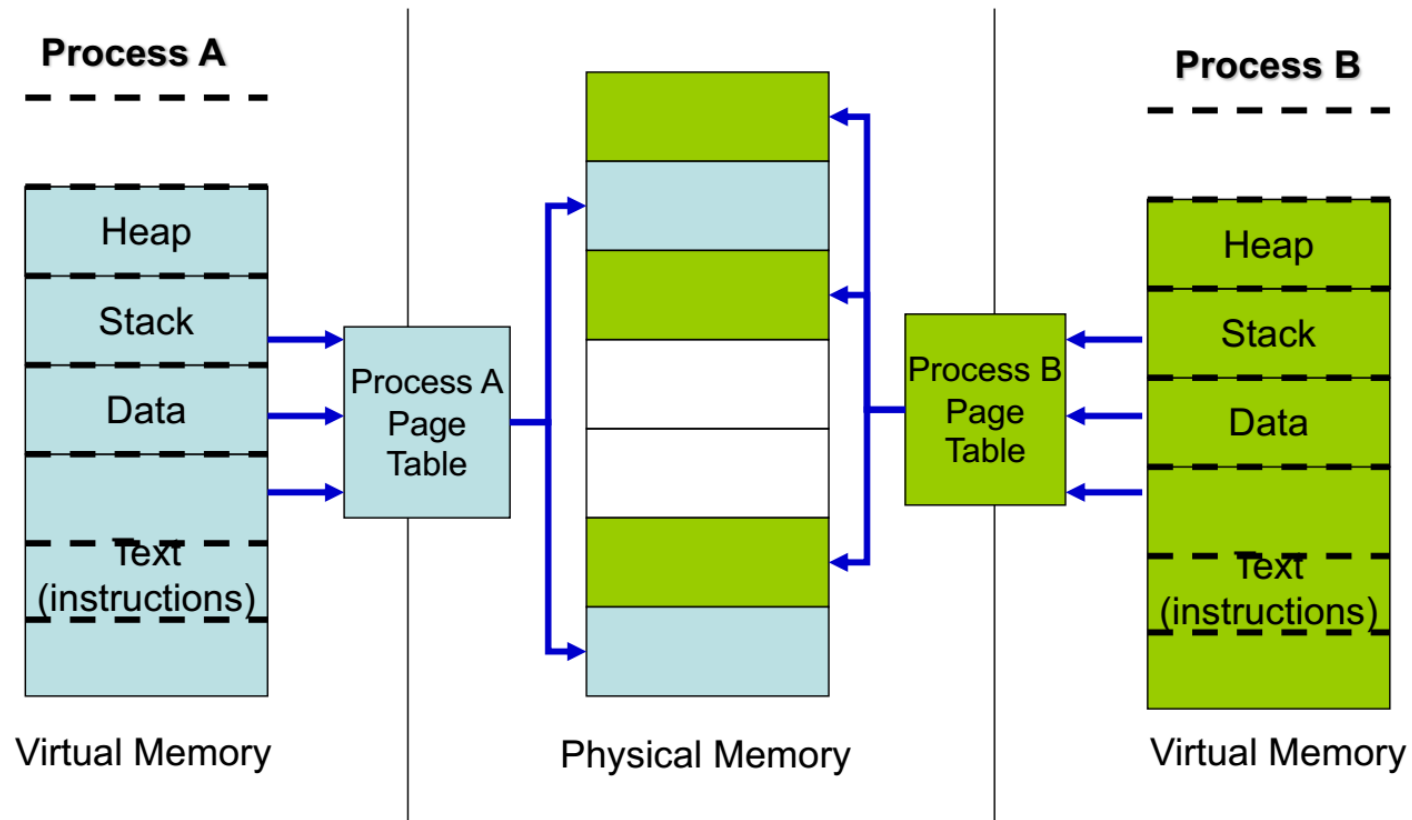 Process A
Heap
Stack
Data
Text
(instructions)
Virtual Memory
Process A
Page
Table
Physical Memory
Process B
Page
Table
Process B
Heap
Stack
Data
Text
(instructions)
Virtual Memory